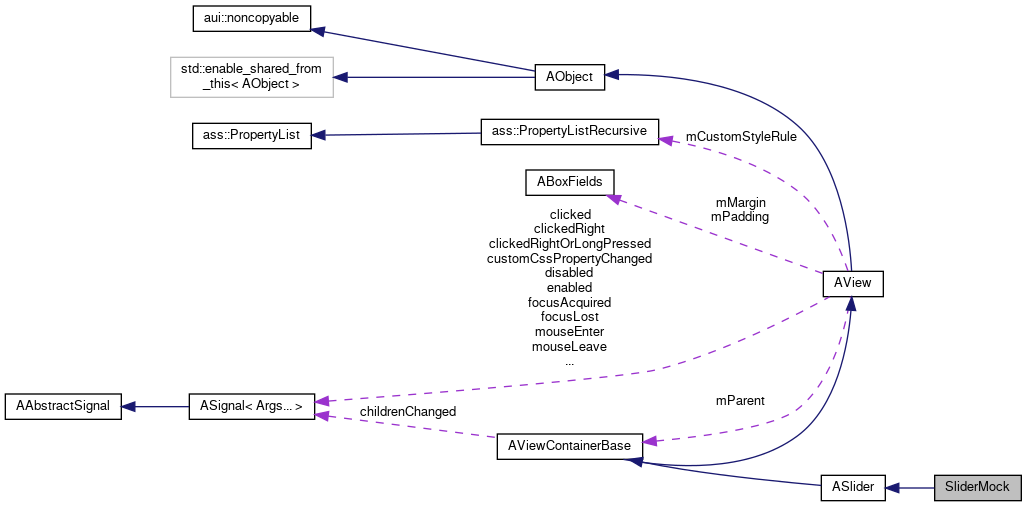 aui::noncopyable
std::enable_shared_from
_this< AObject >
AObject
ass::PropertyList
ass::PropertyListRecursive
mCustomStyleRule
ABoxFields
mMargin
mPadding
clicked
clickedRight
clickedRightOrLongPressed
customCssPropertyChanged
disabled
enabled
focusAcquired
focusLost
mouseEnter
mouseLeave
...
AView
AAbstractSignal
ASignal< Args... >
childrenChanged
mParent
AViewContainerBase
ASlider
SliderMock